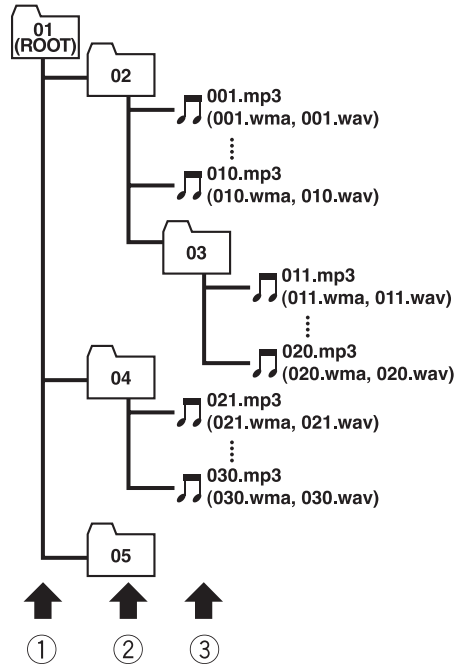 01
(ROOT)
02
001.mp3
(001.wma, 001.wav)
010.mp3
(010.wma, 010.wav)
03
011.mp3
(011.wma, 011.wav)
020.mp3
(020.wma, 020.wav)
04
021.mp3
(021.wma, 021.wav)
030.mp3
(030.wma, 030.wav)
05
① ② ③